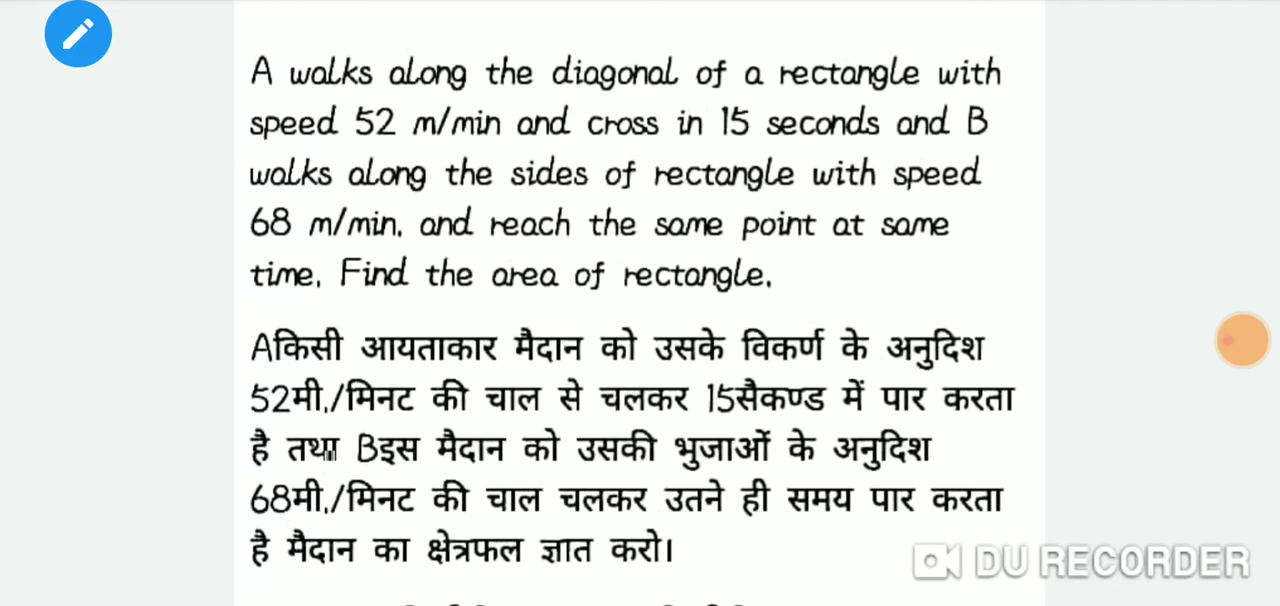 A walks along the diagonal of a rectangle with
speed 52 m/min and cross in 15 seconds and B
walks along the sides of rectangle with speed
68 m/min. and reach the same point at same
time. Find the area of rectangle.
Aकिसी आयताकार मैदान को उसके विकर्ण के अनुदिश
52मी./मिनट की चाल से चलकर 15सैकण्ड में पार करता
है तथा Bइस मैदान को उसकी भुजाओं के अनुदिश
68मी./मिनट की चाल चलकर उतने ही समय पार करता
है मैदान का क्षेत्रफल ज्ञात करो।
DU RECORDER